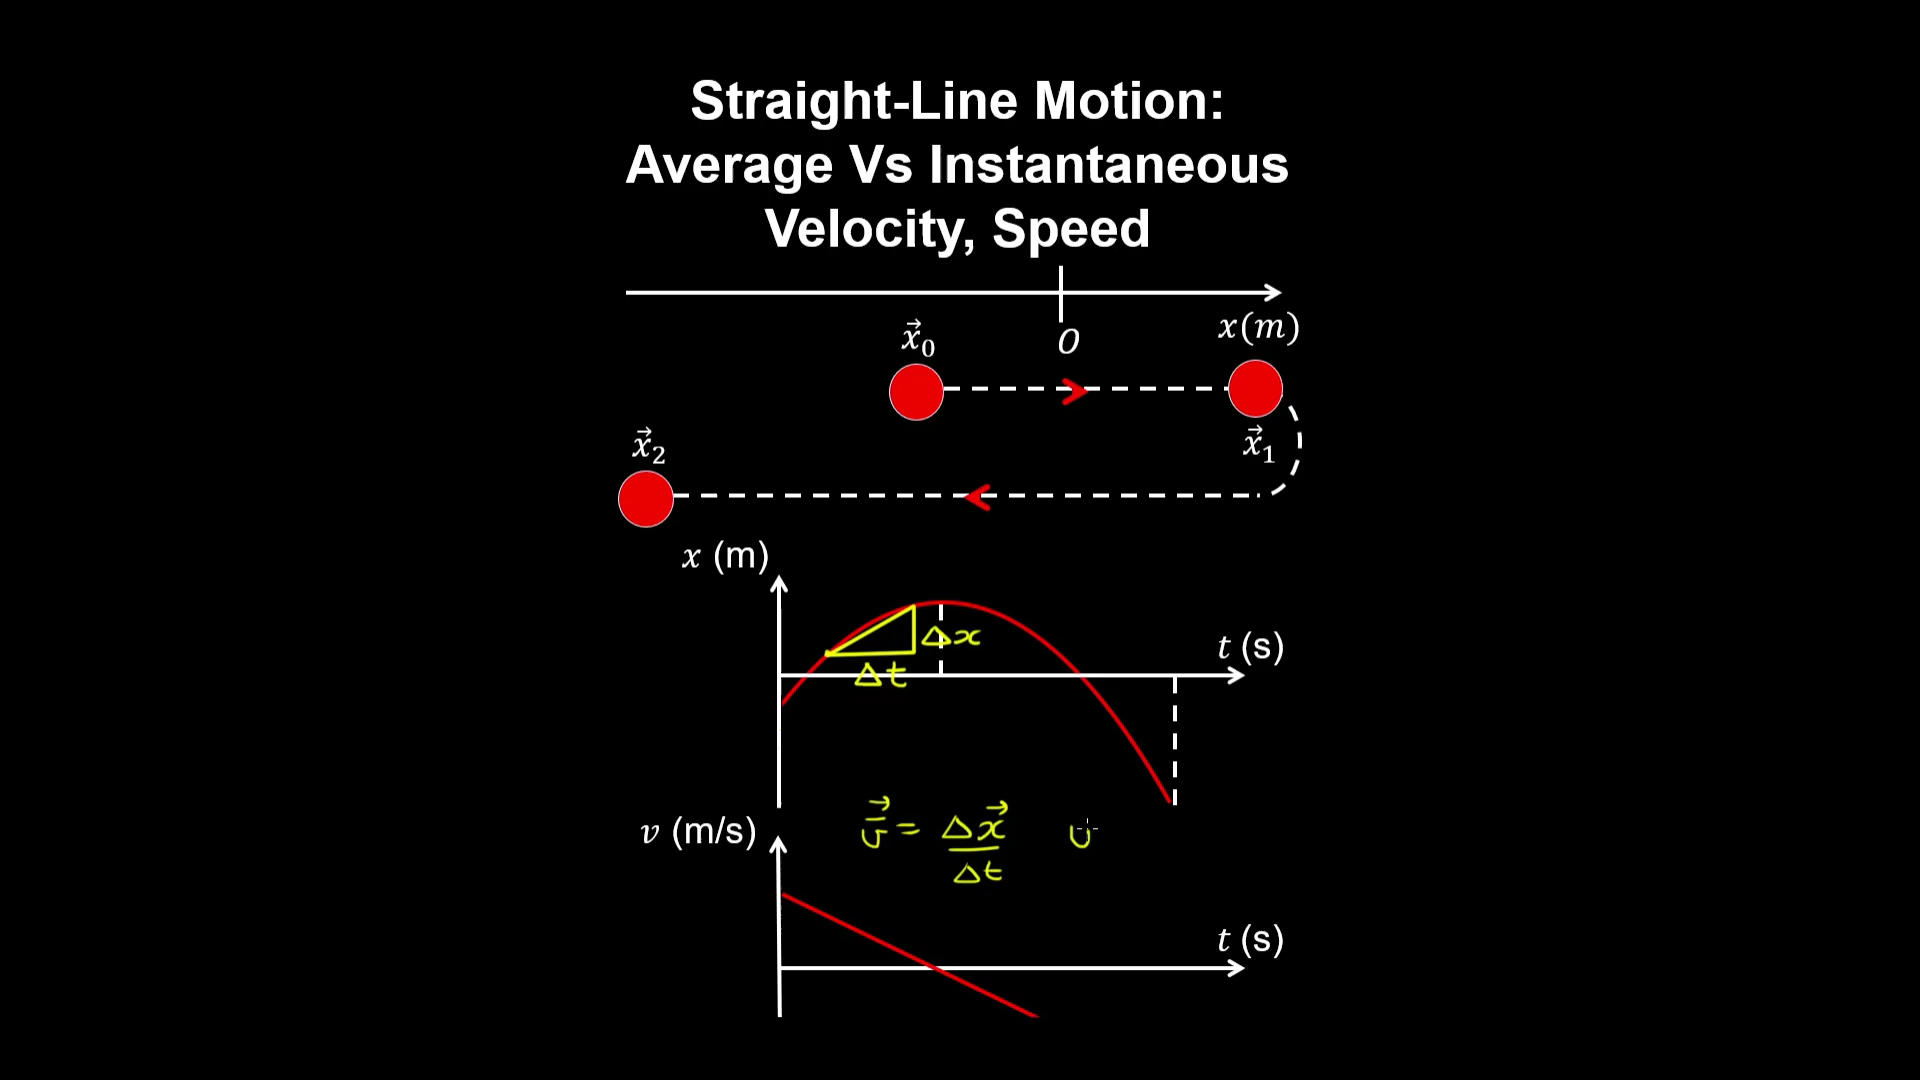 Straight-Line Motion:
Average Vs Instantaneous
Velocity, Speed
O
x(m)
x⃗₀
x⃗₁
x⃗₂
x (m)
Δx
t (s)
Δt
v (m/s)
v̄⃗ = Δx⃗ / Δt
t (s)